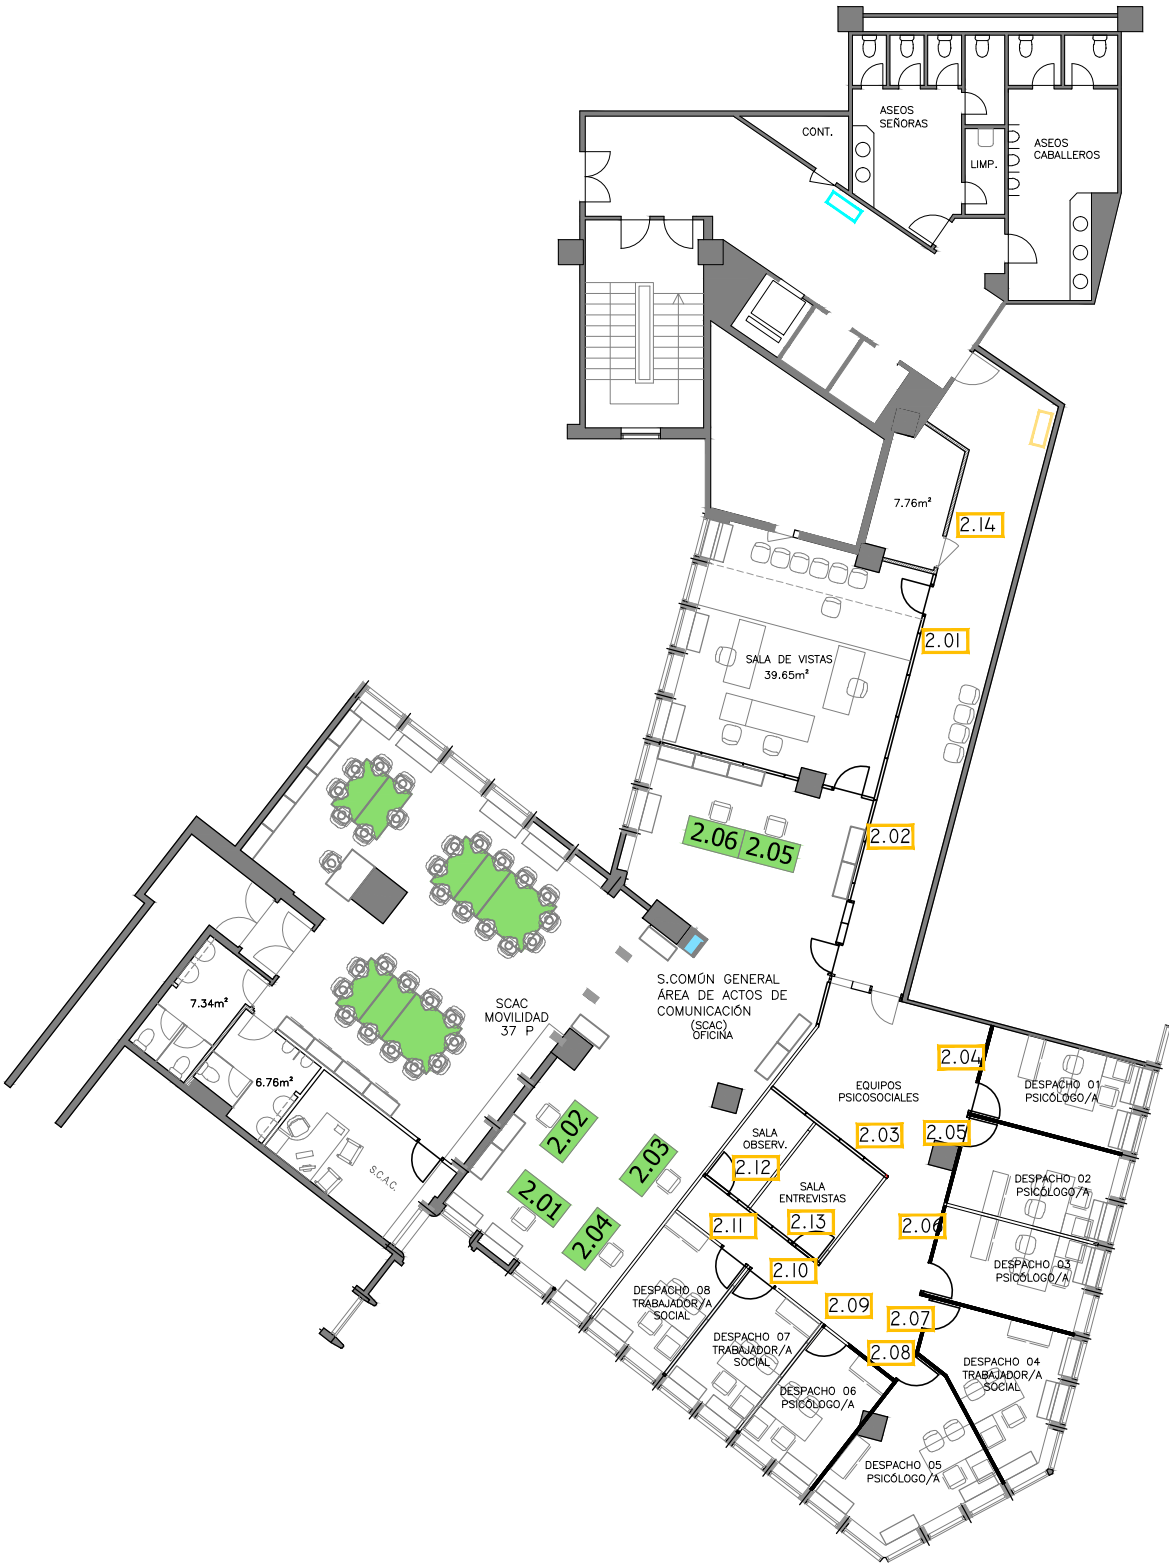 ASEOS
SEÑORAS
CONT.
ASEOS
CABALLEROS
LIMP.
7.76m²
2.14
2.01
SALA DE VISTAS
39.65m²
2.02
2.06
2.05
S.COMÚN GENERAL
ÁREA DE ACTOS DE
COMUNICACIÓN
(SCAC)
OFICINA
SCAC
MOVILIDAD
37 P
7.34m²
6.76m²
S.C.A.C.
2.02
2.03
2.01
2.04
EQUIPOS
PSICOSOCIALES
2.04
DESPACHO 01
PSICÓLOGO/A
2.03
2.05
SALA
OBSERV.
2.12
SALA
ENTREVISTAS
2.13
2.11
2.10
DESPACHO 02
PSICÓLOGO/A
2.06
DESPACHO 03
PSICÓLOGO/A
DESPACHO 08
TRABAJADOR/A
SOCIAL
2.09
2.07
2.08
DESPACHO 07
TRABAJADOR/A
SOCIAL
DESPACHO 04
TRABAJADOR/A
SOCIAL
DESPACHO 06
PSICÓLOGO/A
DESPACHO 05
PSICÓLOGO/A